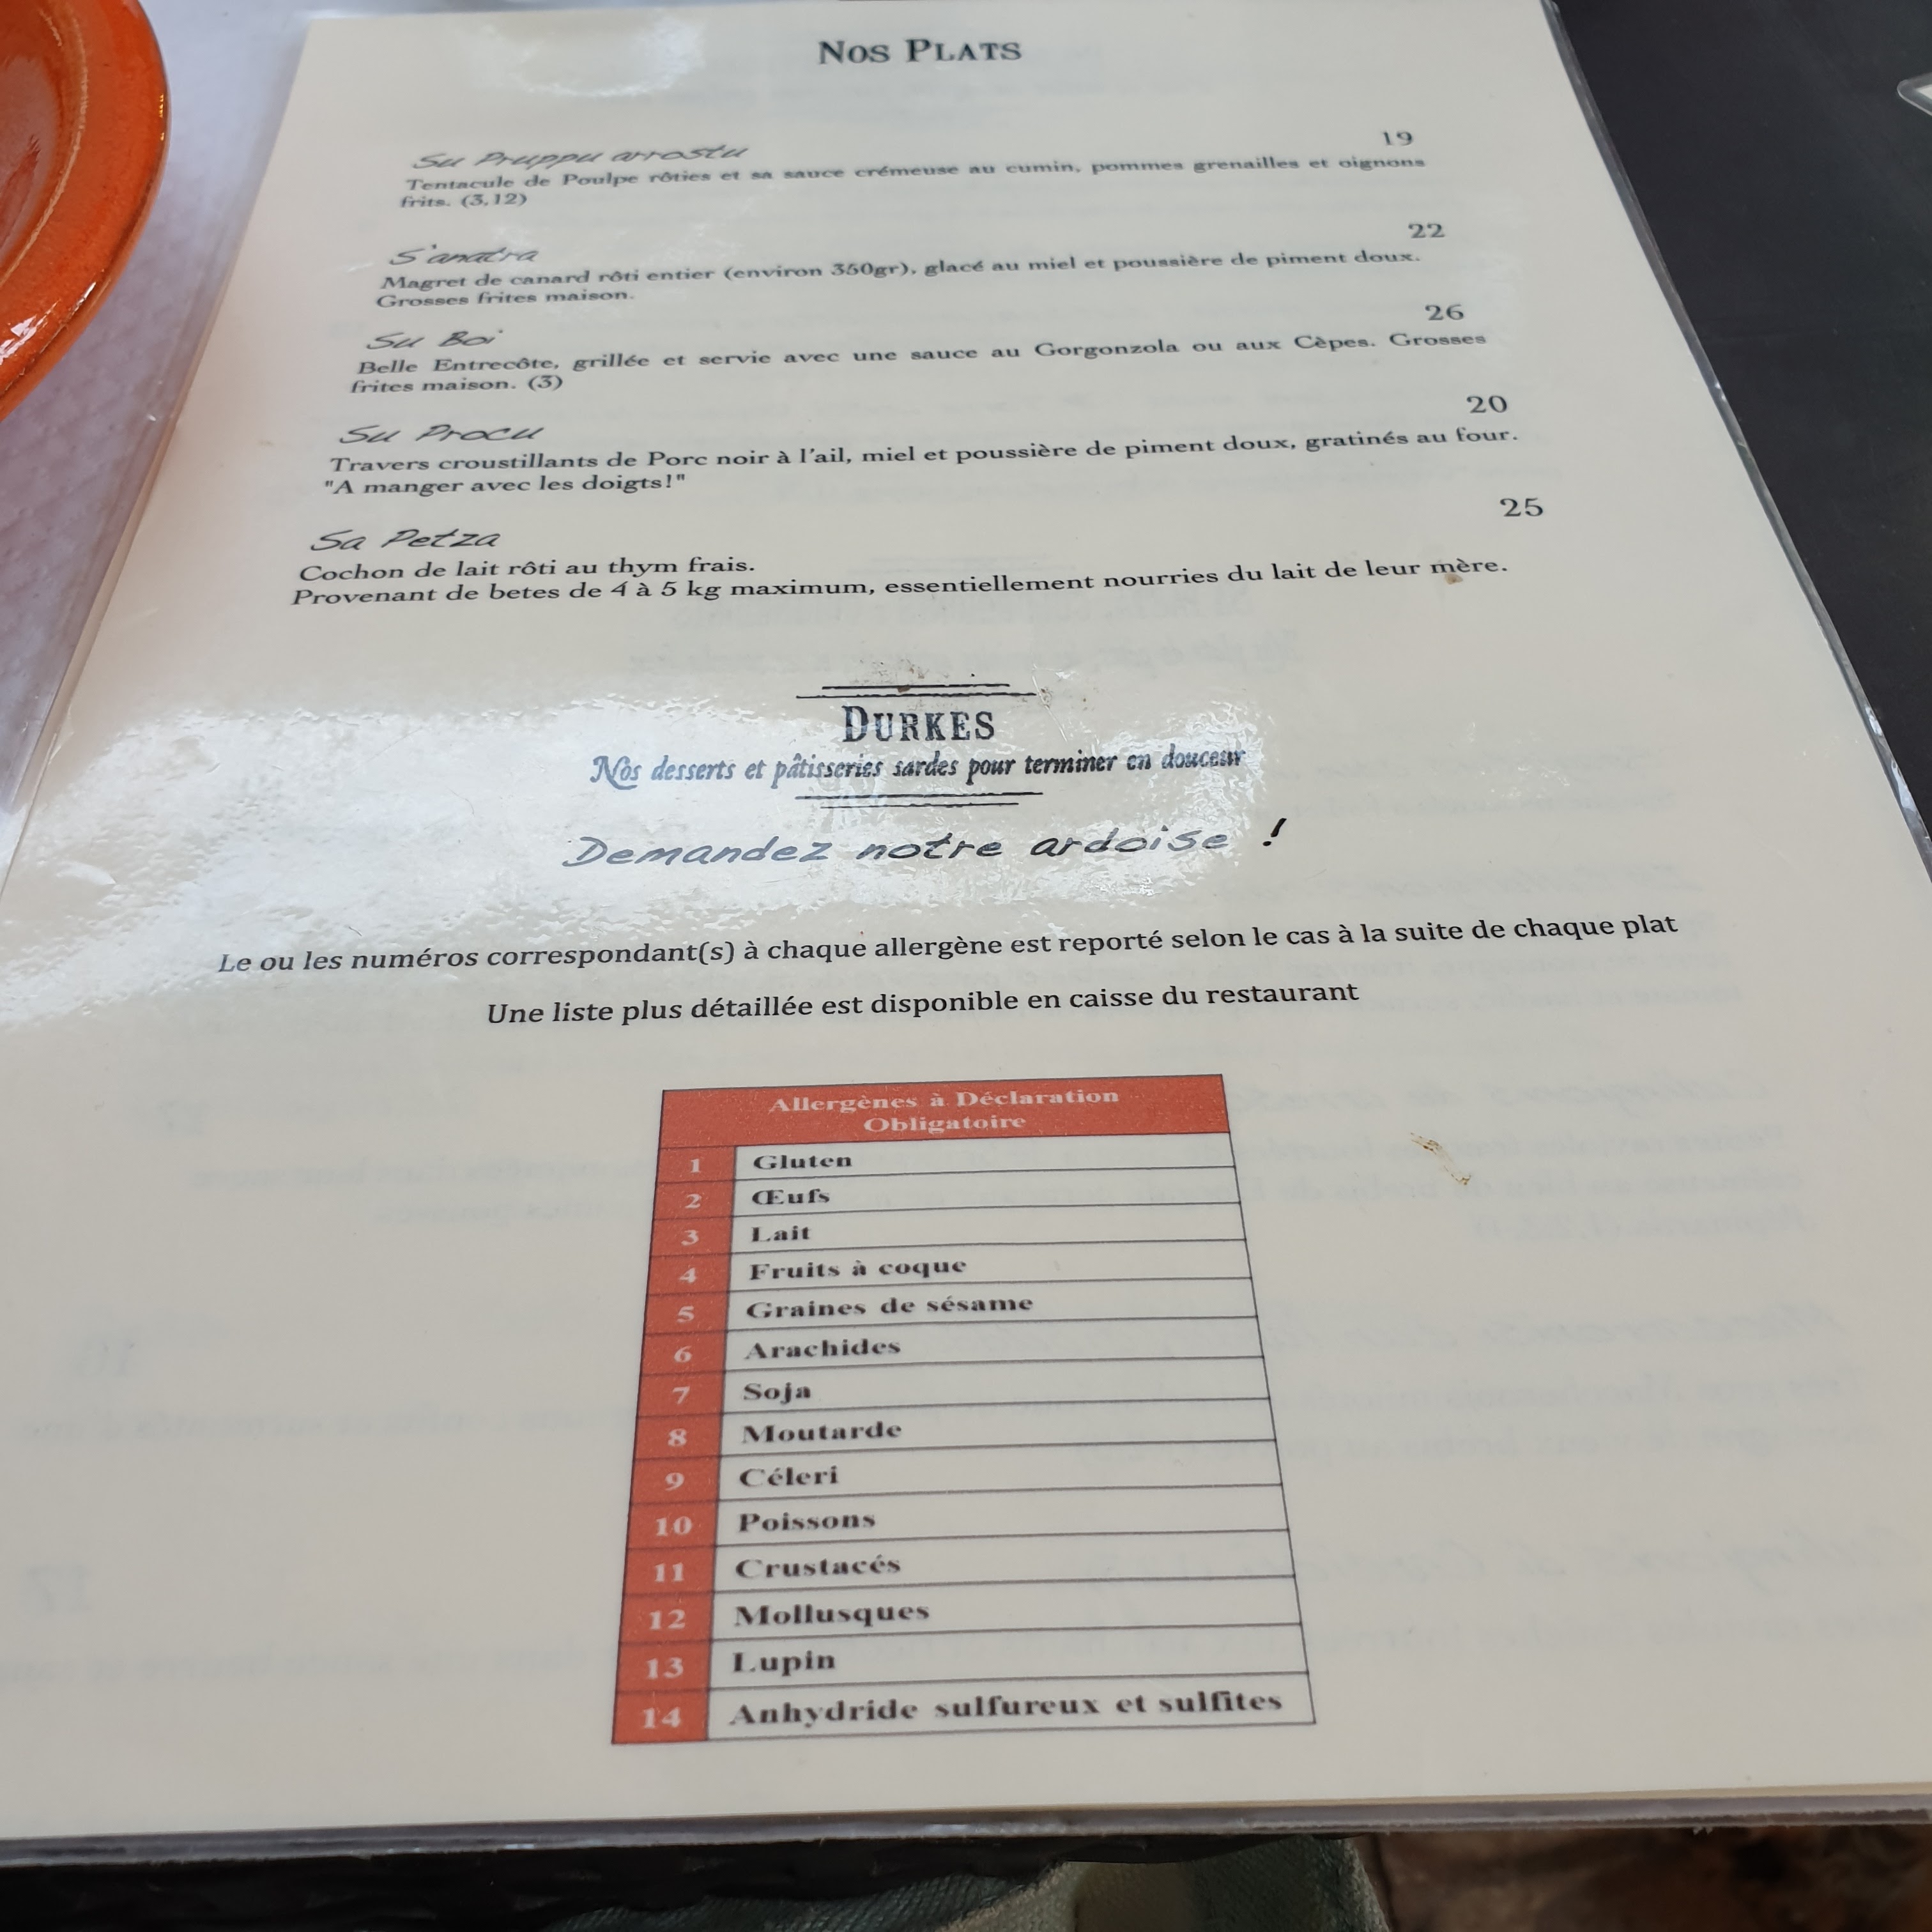 NOS PLATS
Su Pruppu arrostu 19
Tentacule de Poulpe rôties et sa sauce crémeuse au cumin, pommes grenailles et oignons
frits. (3,12)
S'anatra 22
Magret de canard rôti entier (environ 350gr), glacé au miel et poussière de piment doux.
Grosses frites maison.
Su Boi 26
Belle Entrecôte, grillée et servie avec une sauce au Gorgonzola ou aux Cèpes. Grosses
frites maison. (3)
Su Procu 20
Travers croustillants de Porc noir à l'ail, miel et poussière de piment doux, gratinés au four.
"A manger avec les doigts!"
Sa Petza 25
Cochon de lait rôti au thym frais.
Provenant de betes de 4 à 5 kg maximum, essentiellement nourries du lait de leur mère.
DURKES
Nos desserts et pâtisseries sardes pour terminer en douceur
Demandez notre ardoise !
Le ou les numéros correspondant(s) à chaque allergène est reporté selon le cas à la suite de chaque plat
Une liste plus détaillée est disponible en caisse du restaurant
Allergènes à Déclaration
Obligatoire
1 Gluten
2 Œufs
3 Lait
4 Fruits à coque
5 Graines de sésame
6 Arachides
7 Soja
8 Moutarde
9 Céleri
10 Poissons
11 Crustacés
12 Mollusques
13 Lupin
14 Anhydride sulfureux et sulfites